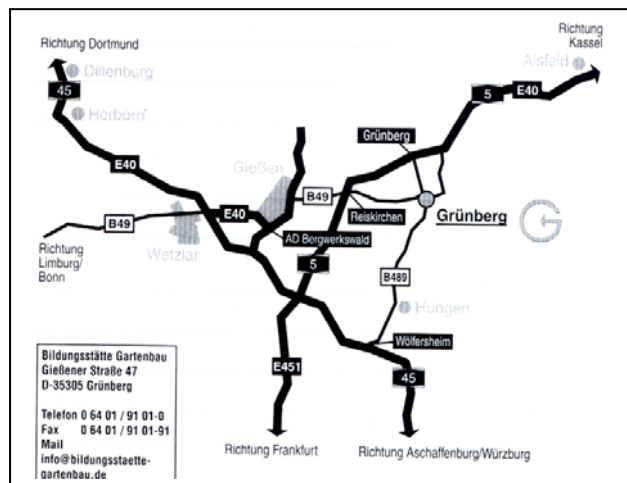 Richtung Dortmund
Richtung
Kassel
Dillenburg
Alsfeld
45
5
E40
Herborn
Grünberg
E40
Gießen
B49
Reiskirchen
Grünberg
G
B49
E40
AD Bergwerkswald
Wetzlar
Richtung
Limburg/
Bonn
5
B489
Hungen
Wölfersheim
E451
45
Bildungsstätte Gartenbau
Gießener Straße 47
D-35305 Grünberg
Telefon 0 64 01 / 91 01-0
Fax 0 64 01 / 91 01-91
Mail
info@bildungsstaette-
gartenbau.de
Richtung Frankfurt
Richtung Aschaffenburg/Würzburg